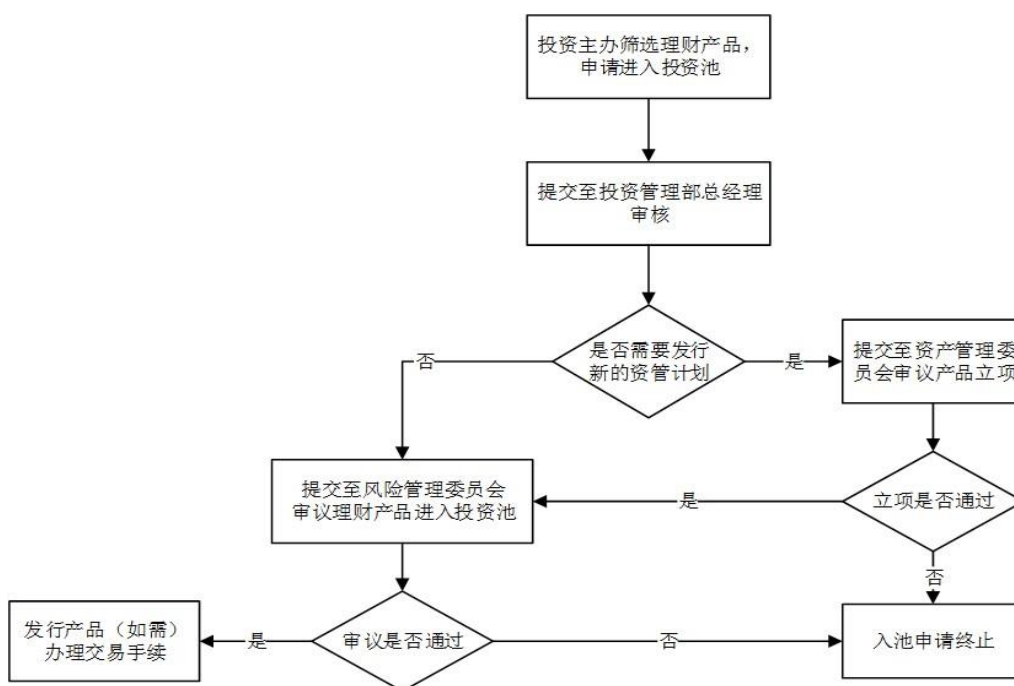 投资主办筛选理财产品，
申请进入投资池
提交至投资管理部总经理
审核
是否需要发行
新的资管计划
否
是
提交至资产管理委
员会审议产品立项
提交至风险管理委员会
审议理财产品进入投资池
是
立项是否通过
否
发行产品（如需）
办理交易手续
是
审议是否通过
否
入池申请终止